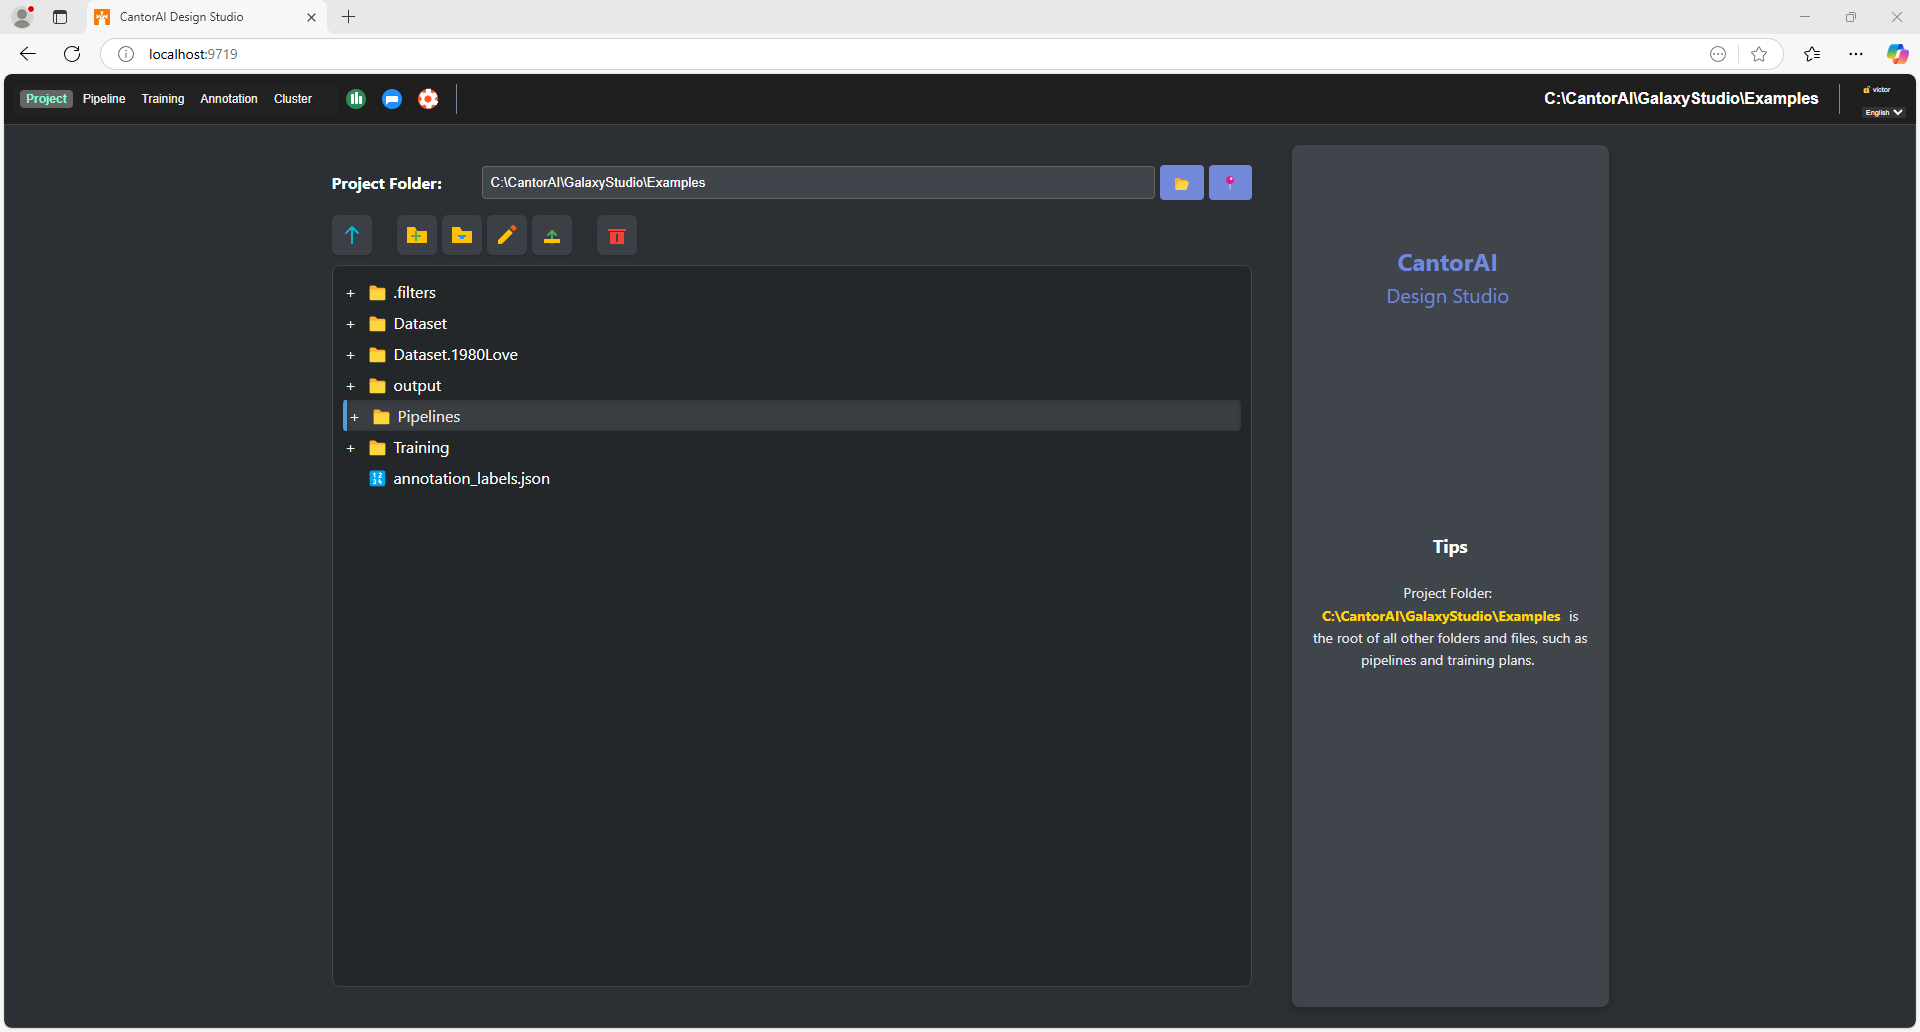 CantorAI Design Studio
localhost:9719
Project Pipeline Training Annotation Cluster
C:\CantorAI\GalaxyStudio\Examples
victor
English
Project Folder: C:\CantorAI\GalaxyStudio\Examples
+ .filters
+ Dataset
+ Dataset.1980Love
+ output
+ Pipelines
+ Training
annotation_labels.json
CantorAI
Design Studio
Tips
Project Folder:
C:\CantorAI\GalaxyStudio\Examples is
the root of all other folders and files, such as
pipelines and training plans.